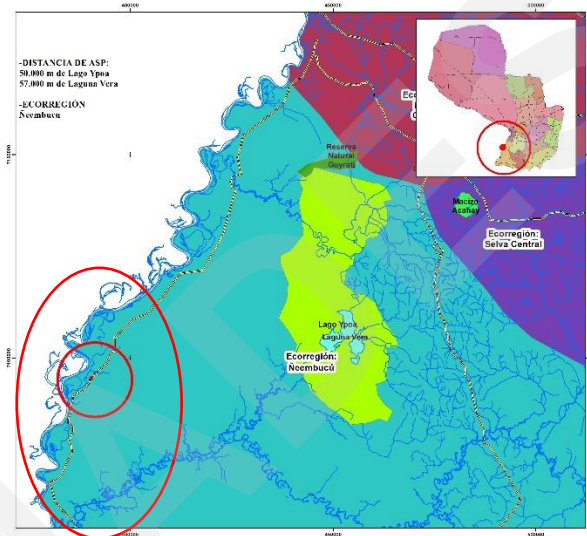 -DISTANCIA DE ASP:
50.000 m de Lago Ypoa
57.000 m de Laguna Vera
-ECORREGIÓN
Ñeembucú
Reserva
Natural
Guyrati
Macizo
Acahay
Ecorregión:
Selva Central
Lago Ypoa
Laguna Vera
Ecorregión:
Ñeembucú